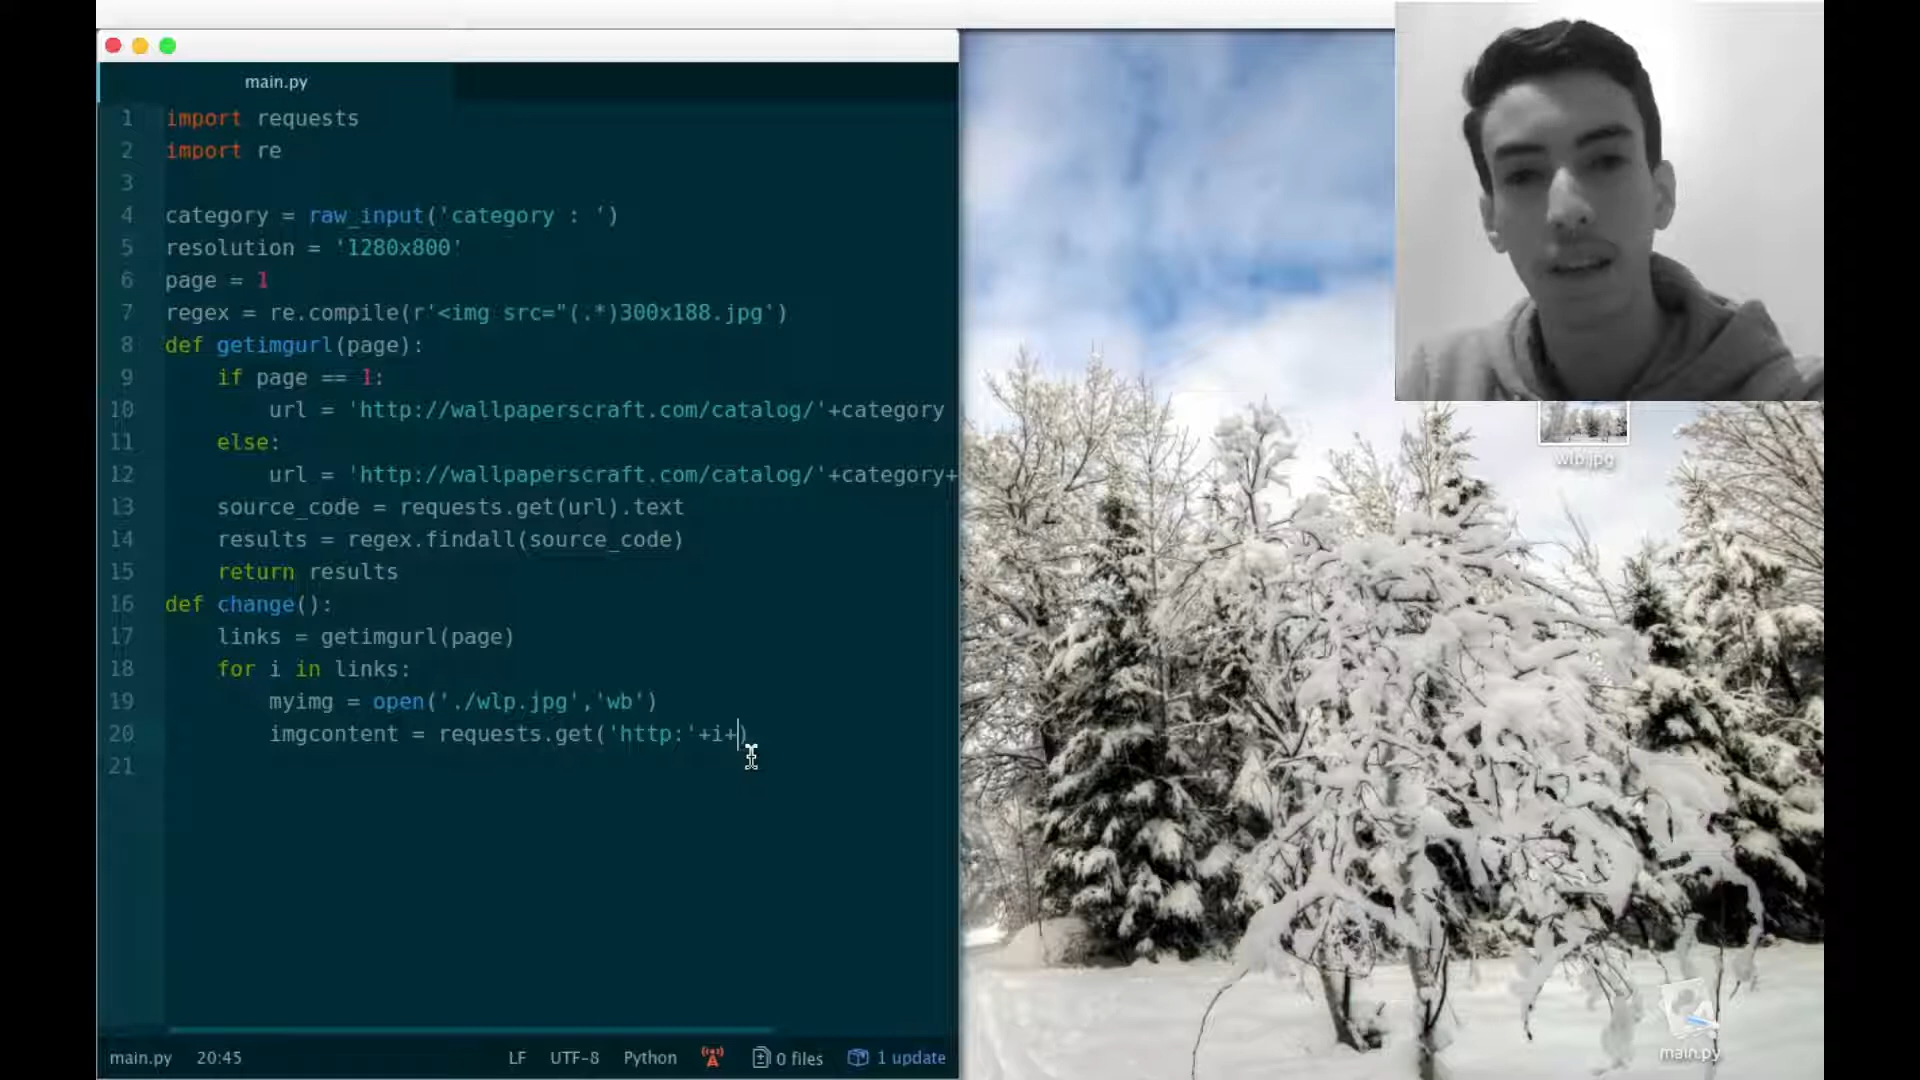 main.py
1 import requests
2 import re
3
4 category = raw_input('category : ')
5 resolution = '1280x800'
6 page = 1
7 regex = re.compile(r'<img src="(.*)300x188.jpg')
8 def getimgurl(page):
9 if page == 1:
10 url = 'http://wallpaperscraft.com/catalog/'+category
11 else:
12 url = 'http://wallpaperscraft.com/catalog/'+category+
13 source_code = requests.get(url).text
14 results = regex.findall(source_code)
15 return results
16 def change():
17 links = getimgurl(page)
18 for i in links:
19 myimg = open('./wlp.jpg','wb')
20 imgcontent = requests.get('http:'+i+)
21
main.py 20:45 LF UTF-8 Python 0 files 1 update
wlp.jpg
main.py